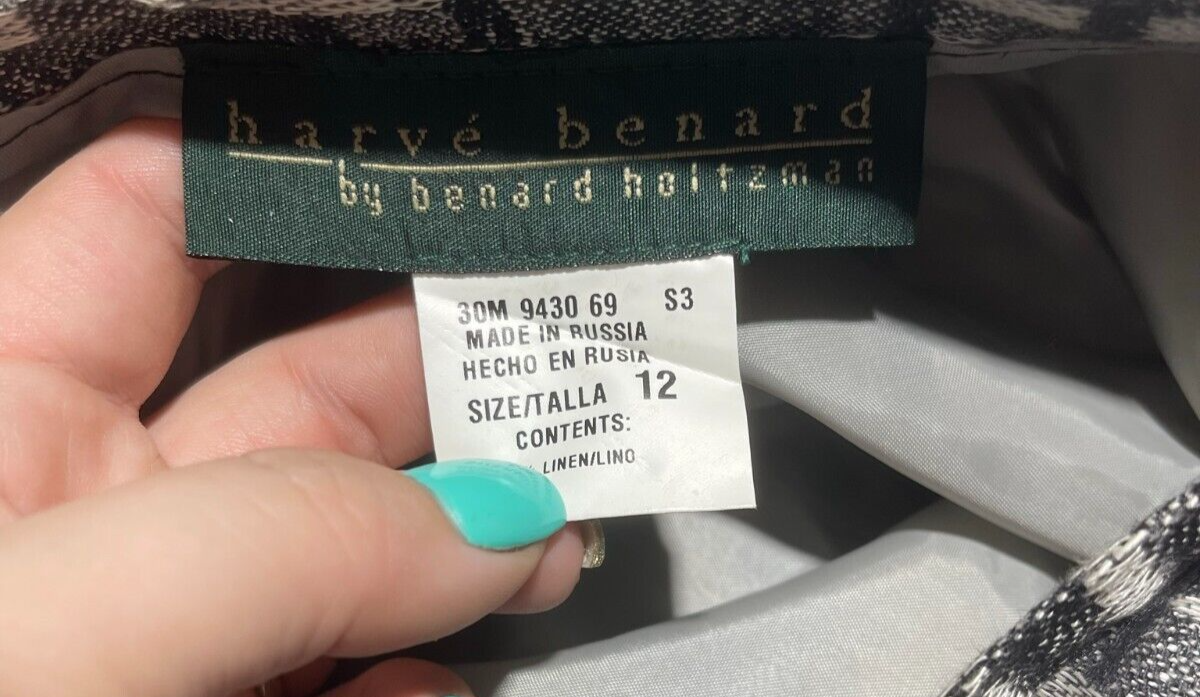 harvé benard
by benard holtzman
30M 9430 69 S3
MADE IN RUSSIA
HECHO EN RUSIA
SIZE/TALLA 12
CONTENTS:
LINEN/LINO